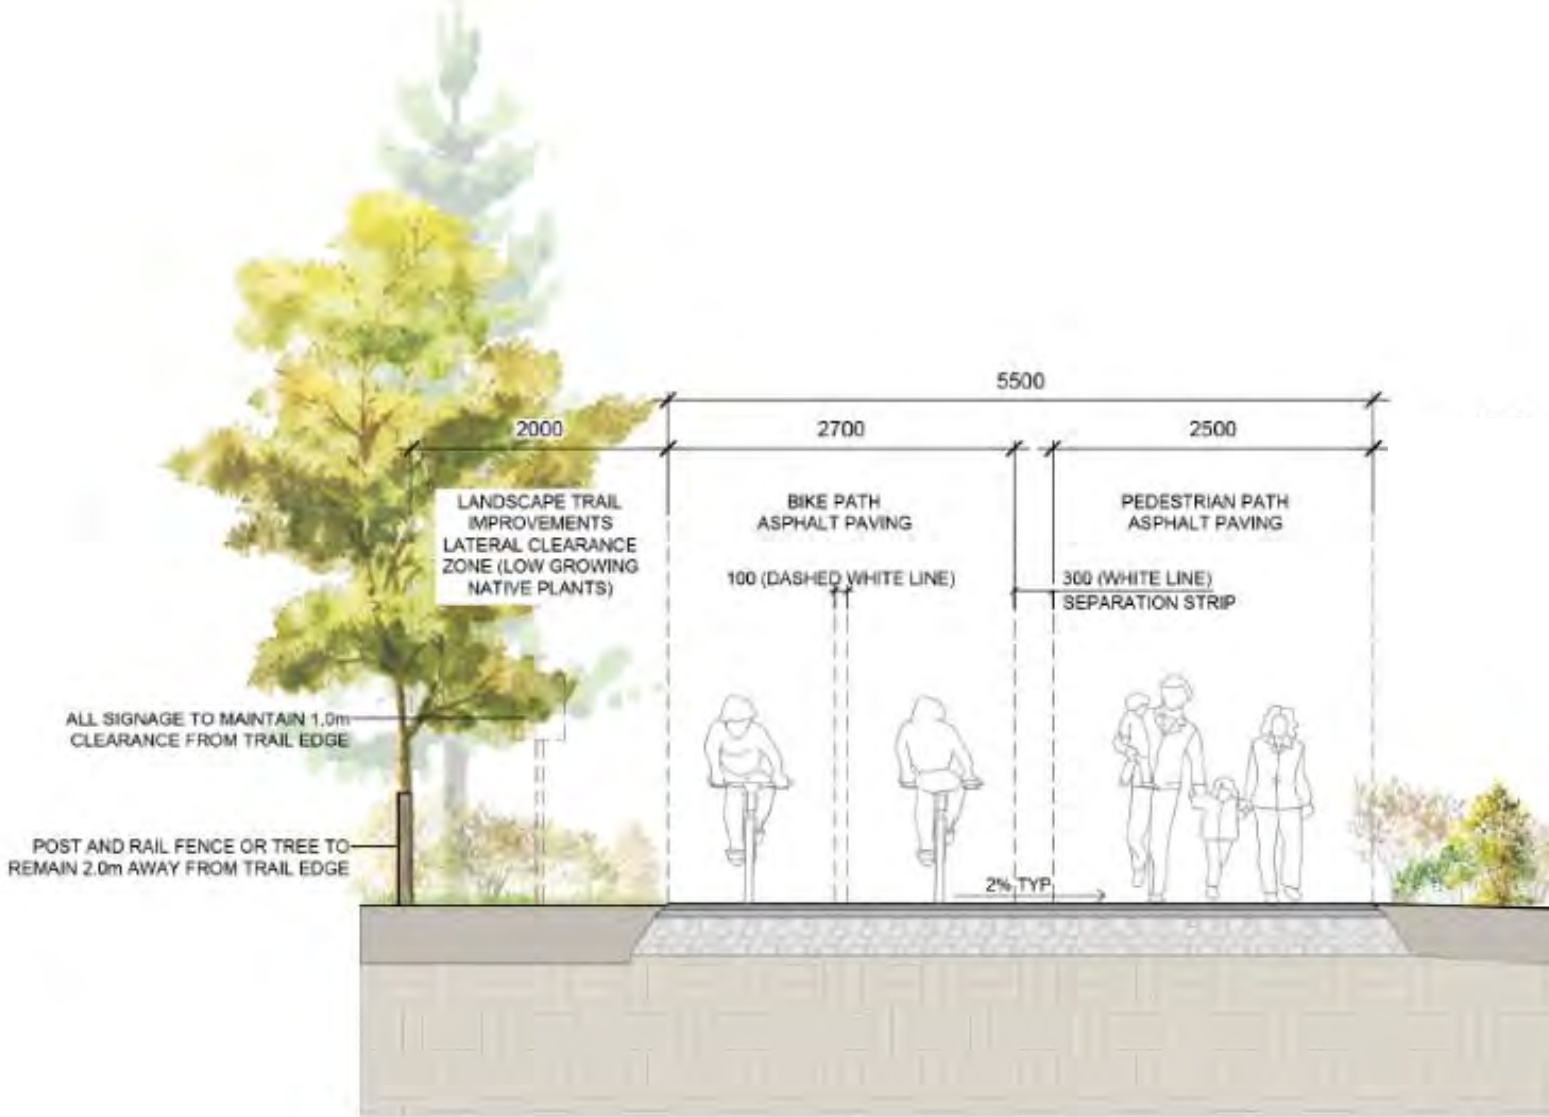 5500
2000
2700
2500
LANDSCAPE TRAIL
IMPROVEMENTS
LATERAL CLEARANCE
ZONE (LOW GROWING
NATIVE PLANTS)
BIKE PATH
ASPHALT PAVING
PEDESTRIAN PATH
ASPHALT PAVING
100 (DASHED WHITE LINE)
300 (WHITE LINE)
SEPARATION STRIP
ALL SIGNAGE TO MAINTAIN 1.0m
CLEARANCE FROM TRAIL EDGE
POST AND RAIL FENCE OR TREE TO
REMAIN 2.0m AWAY FROM TRAIL EDGE
2% TYP.